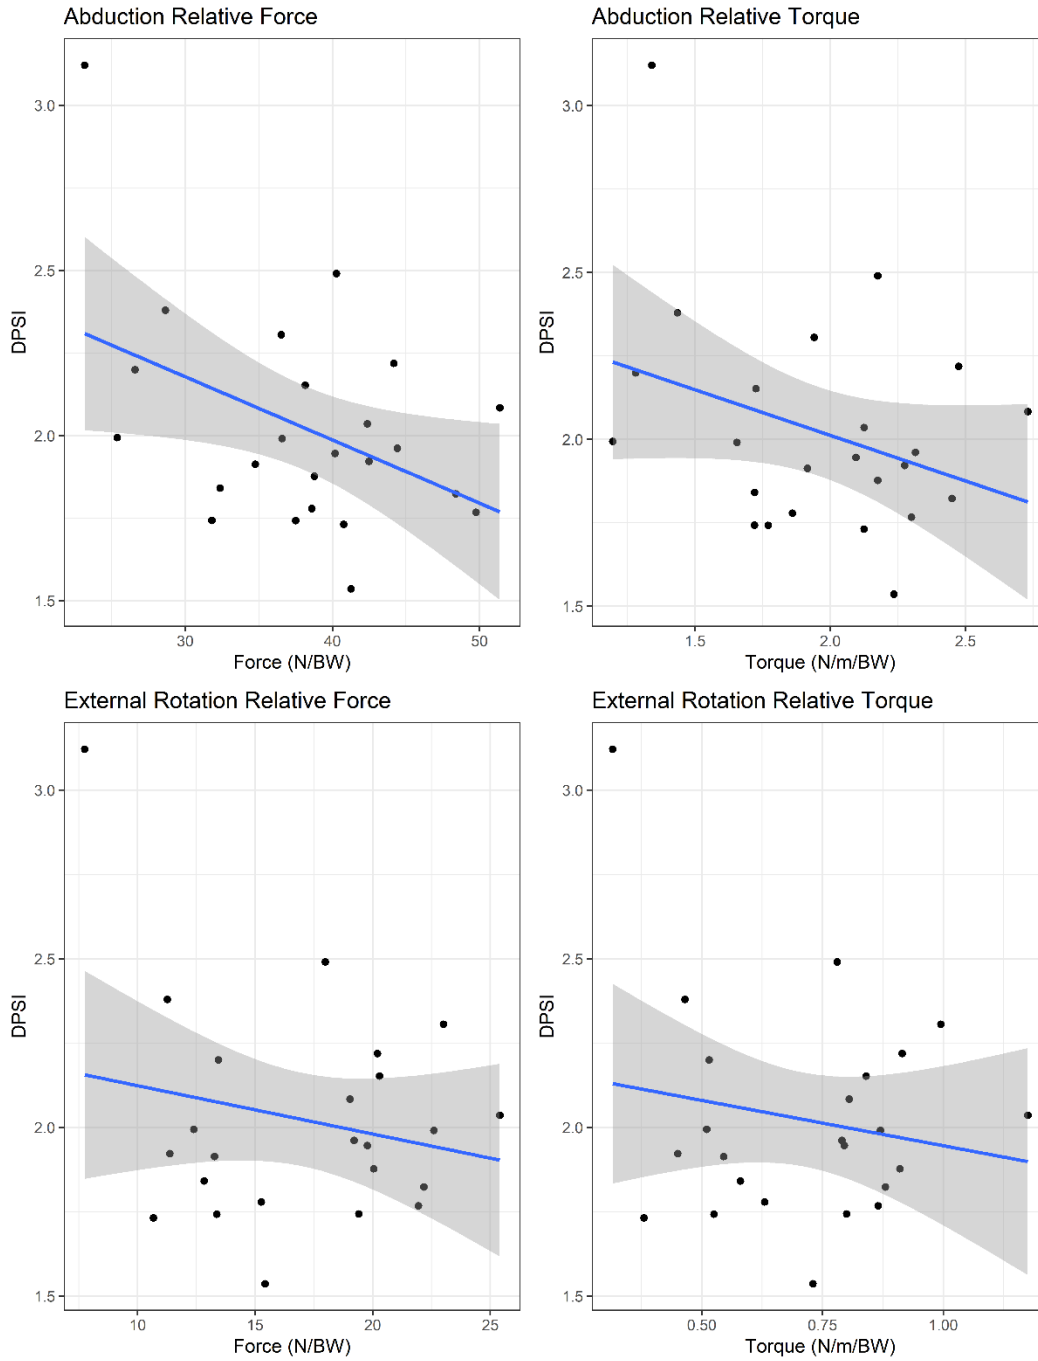 Abduction Relative Force
3.0
2.5
2.0
1.5
DPSI
30 40 50
Force (N/BW)
Abduction Relative Torque
3.0
2.5
2.0
1.5
DPSI
1.5 2.0 2.5
Torque (N/m/BW)
External Rotation Relative Force
3.0
2.5
2.0
1.5
DPSI
10 15 20 25
Force (N/BW)
External Rotation Relative Torque
3.0
2.5
2.0
1.5
DPSI
0.50 0.75 1.00
Torque (N/m/BW)